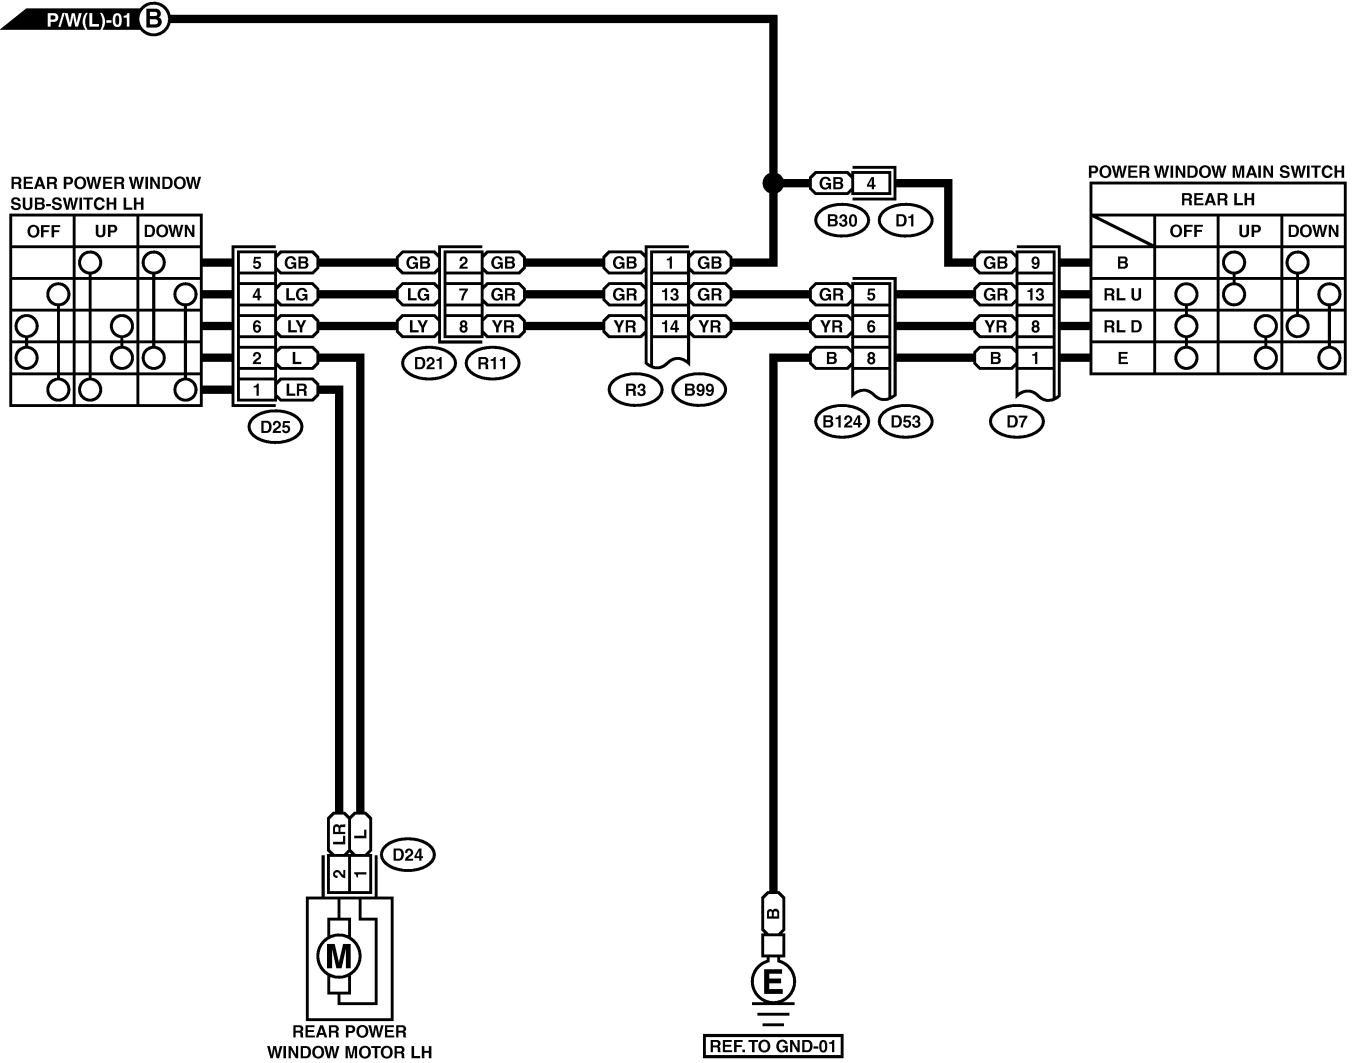 P/W(L)-01 B
REAR POWER WINDOW
SUB-SWITCH LH
OFF UP DOWN
POWER WINDOW MAIN SWITCH
REAR LH
OFF UP DOWN
B
RL U
RL D
E
GB 4
B30 D1
5 GB GB 2 GB GB 1 GB GB 9
4 LG LG 7 GR GR 13 GR GR 5 GR 13
6 LY LY 8 YR YR 14 YR YR 6 YR 8
2 L B 8 B 1
1 LR
D21 R11
R3 B99
D25
B124 D53
D7
LR L
2 1
D24
M
REAR POWER
WINDOW MOTOR LH
B
E
REF. TO GND-01